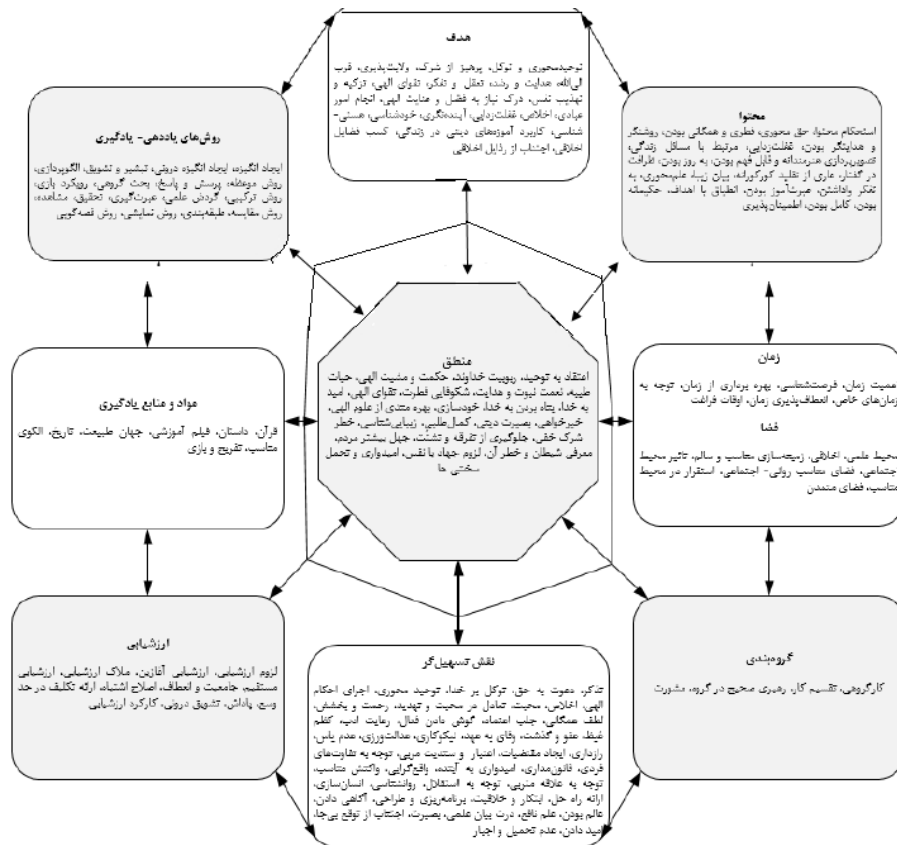 هدف
توحیدمحوری و توکل، پرهیز از شرک، ولایت‌پذیری، قرب
الی‌الله، هدایت و رشد، تعقل و تفکر، تقوای الهی، تزکیه و
تهذیب نفس، درک نیاز به فضل و عنایت الهی، انجام امور
عبادی، اخلاص، غفلت‌زدایی، آینده‌نگری، خودشناسی، هستی-
شناسی، کاربرد آموزه‌های دینی در زندگی، کسب فضایل
اخلاقی، اجتناب از رذایل اخلاقی
محتوا
استحکام محتوا، حق محوری، فطری و همگانی بودن، روشنگر
و هدایتگر بودن، غفلت‌زدایی، مرتبط با مسائل زندگی،
تصویرپردازی هنرمندانه و قابل فهم بودن، به روز بودن، ظرافت
در گفتار، عاری از تقلید کورکورانه، بیان زیبا، علم‌محوری، به
تفکر واداشتن، عبرت‌آموز بودن، انطباق با اهداف، حکیمانه
بودن، کامل بودن، اطمینان‌پذیری
روش‌های یاددهی- یادگیری
ایجاد انگیزه، ایجاد انگیزه درونی، تبشیر و تشویق، الگوپردازی،
روش موعظه، پرسش و پاسخ، بحث گروهی، رویکرد بازی،
روش ترکیبی، گردش علمی، عبرت‌گیری، تحقیق، مشاهده،
روش مقایسه، طبقه‌بندی، روش نمایشی، روش قصه‌گویی
منطق
اعتقاد به توحید، ربوبیت خداوند، حکمت و مشیت الهی، حیات
طیبه، نعمت نبوت و هدایت، شکوفایی فطرت، تقوای الهی، امید
به خدا، پناه بردن به خدا، خودسازی، بهره مندی از علوم الهی،
خیرخواهی، بصیرت دینی، کمال‌طلبی، زیبایی‌شناسی، خطر
شرک خفی، جلوگیری از تفرقه و تشتت، جهل بیشتر مردم،
معرفی شیطان و خطر آن، لزوم جهاد با نفس، امیدواری و تحمل
سختی ها
زمان
اهمیت زمان، فرصت‌شناسی، بهره برداری از زمان، توجه به
زمان‌های خاص، انعطاف‌پذیری زمان، اوقات فراغت
فضا
محیط علمی، اخلاقی، زمینه‌سازی مناسب و سالم، تاثیر محیط
اجتماعی، فضای مناسب روانی- اجتماعی، استقرار در محیط
مناسب، فضای متمدن
مواد و منابع یادگیری
قرآن، داستان، فیلم آموزشی، جهان طبیعت، تاریخ، الگوی
مناسب، تفریح و بازی
گروه‌بندی
کارگروهی، تقسیم کار، رهبری صحیح در گروه، مشورت
ارزشیابی
لزوم ارزشیابی، ارزشیابی آغازین، ملاک ارزشیابی، ارزشیابی
مستقیم، جامعیت و انعطاف، اصلاح اشتباه، ارائه تکلیف در حد
وسع، پاداش، تشویق درونی، کارکرد ارزشیابی
نقش تسهیل‌گر
تذکر، دعوت به حق، توکل بر خدا، توحید محوری، اجرای احکام
الهی، اخلاص، محبت، تعادل در محبت و تهدید، رحمت و بخشش،
لطف همگانی، جلب اعتماد، گوش دادن فعال، رعایت ادب، کظم
غیظ، عفو و گذشت، وفای به عهد، نیکوکاری، عدالت‌ورزی، عدم یاس،
رازداری، ایجاد مقتضیات، اعتبار و سندیت مربی، توجه به تفاوت‌های
فردی، قانون‌مداری، امیدواری به آینده، واقع‌گرایی، واکنش مناسب،
توجه به علاقه متربی، توجه به استقلال، روانشناسی، انسان‌سازی،
ارائه راه حل، ابتکار و خلاقیت، برنامه‌ریزی و طراحی، آگاهی دادن،
عالم بودن، علم نافع، درت بیان علمی، بصیرت، اجتناب از توقع بی‌جا،
امید دادن، عدم تحمیل و اجبار